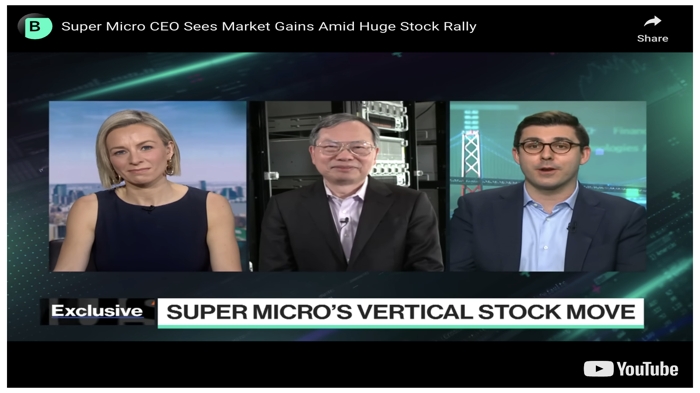 B
Super Micro CEO Sees Market Gains Amid Huge Stock Rally
Share
Exclusive
SUPER MICRO'S VERTICAL STOCK MOVE
YouTube